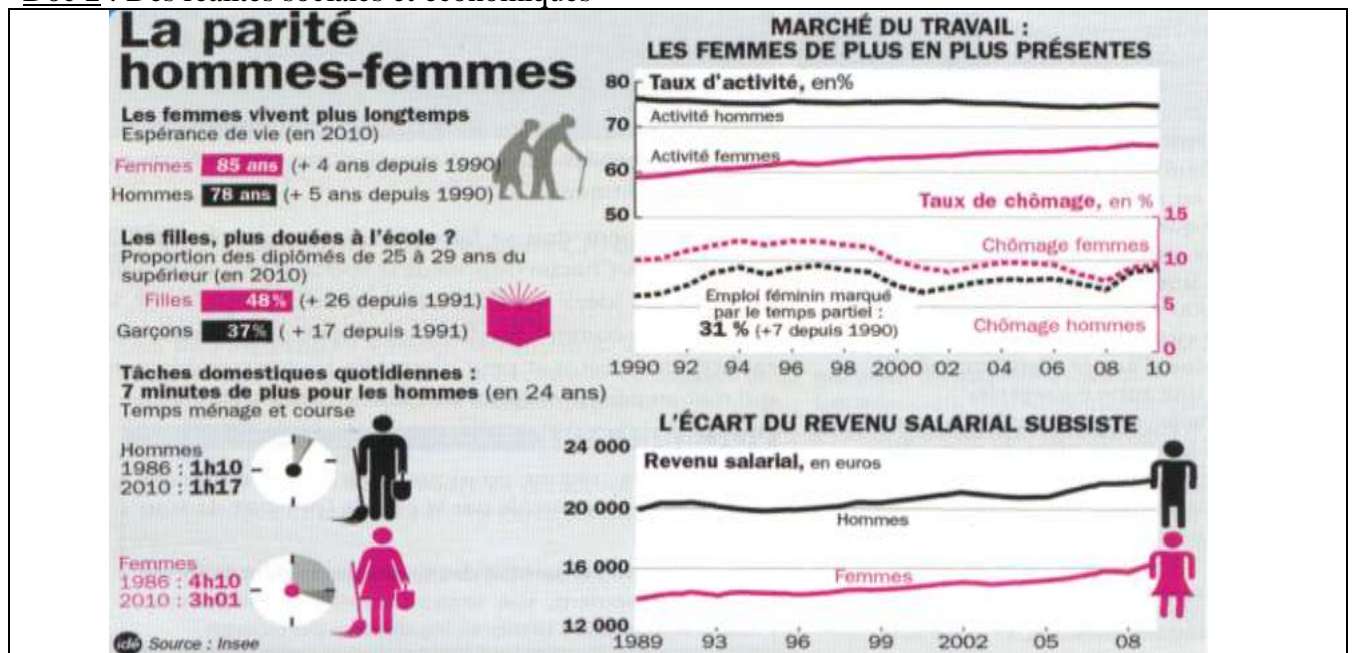 Doc 2 : Des réalités sociales et économiques
La parité
hommes-femmes
Les femmes vivent plus longtemps
Espérance de vie (en 2010)
Femmes 85 ans (+ 4 ans depuis 1990)
Hommes 78 ans (+ 5 ans depuis 1990)
Les filles, plus douées à l'école ?
Proportion des diplômés de 25 à 29 ans du
supérieur (en 2010)
Filles 48% (+ 26 depuis 1991)
Garçons 37% ( + 17 depuis 1991)
Tâches domestiques quotidiennes :
7 minutes de plus pour les hommes (en 24 ans)
Temps ménage et course
Hommes
1986 : 1h10
2010 : 1h17
Femmes
1986 : 4h10
2010 : 3h01
idé Source : Insee
MARCHÉ DU TRAVAIL :
LES FEMMES DE PLUS EN PLUS PRÉSENTES
80 Taux d'activité, en%
Activité hommes
70
Activité femmes
60
50
Taux de chômage, en %
15
Chômage femmes
10
Emploi féminin marqué
par le temps partiel :
31 % (+7 depuis 1990)
5
Chômage hommes
0
1990 92 94 96 98 2000 02 04 06 08 10
L'ÉCART DU REVENU SALARIAL SUBSISTE
24 000
Revenu salarial, en euros
20 000
Hommes
16 000
Femmes
12 000
1989 93 96 99 2002 05 08